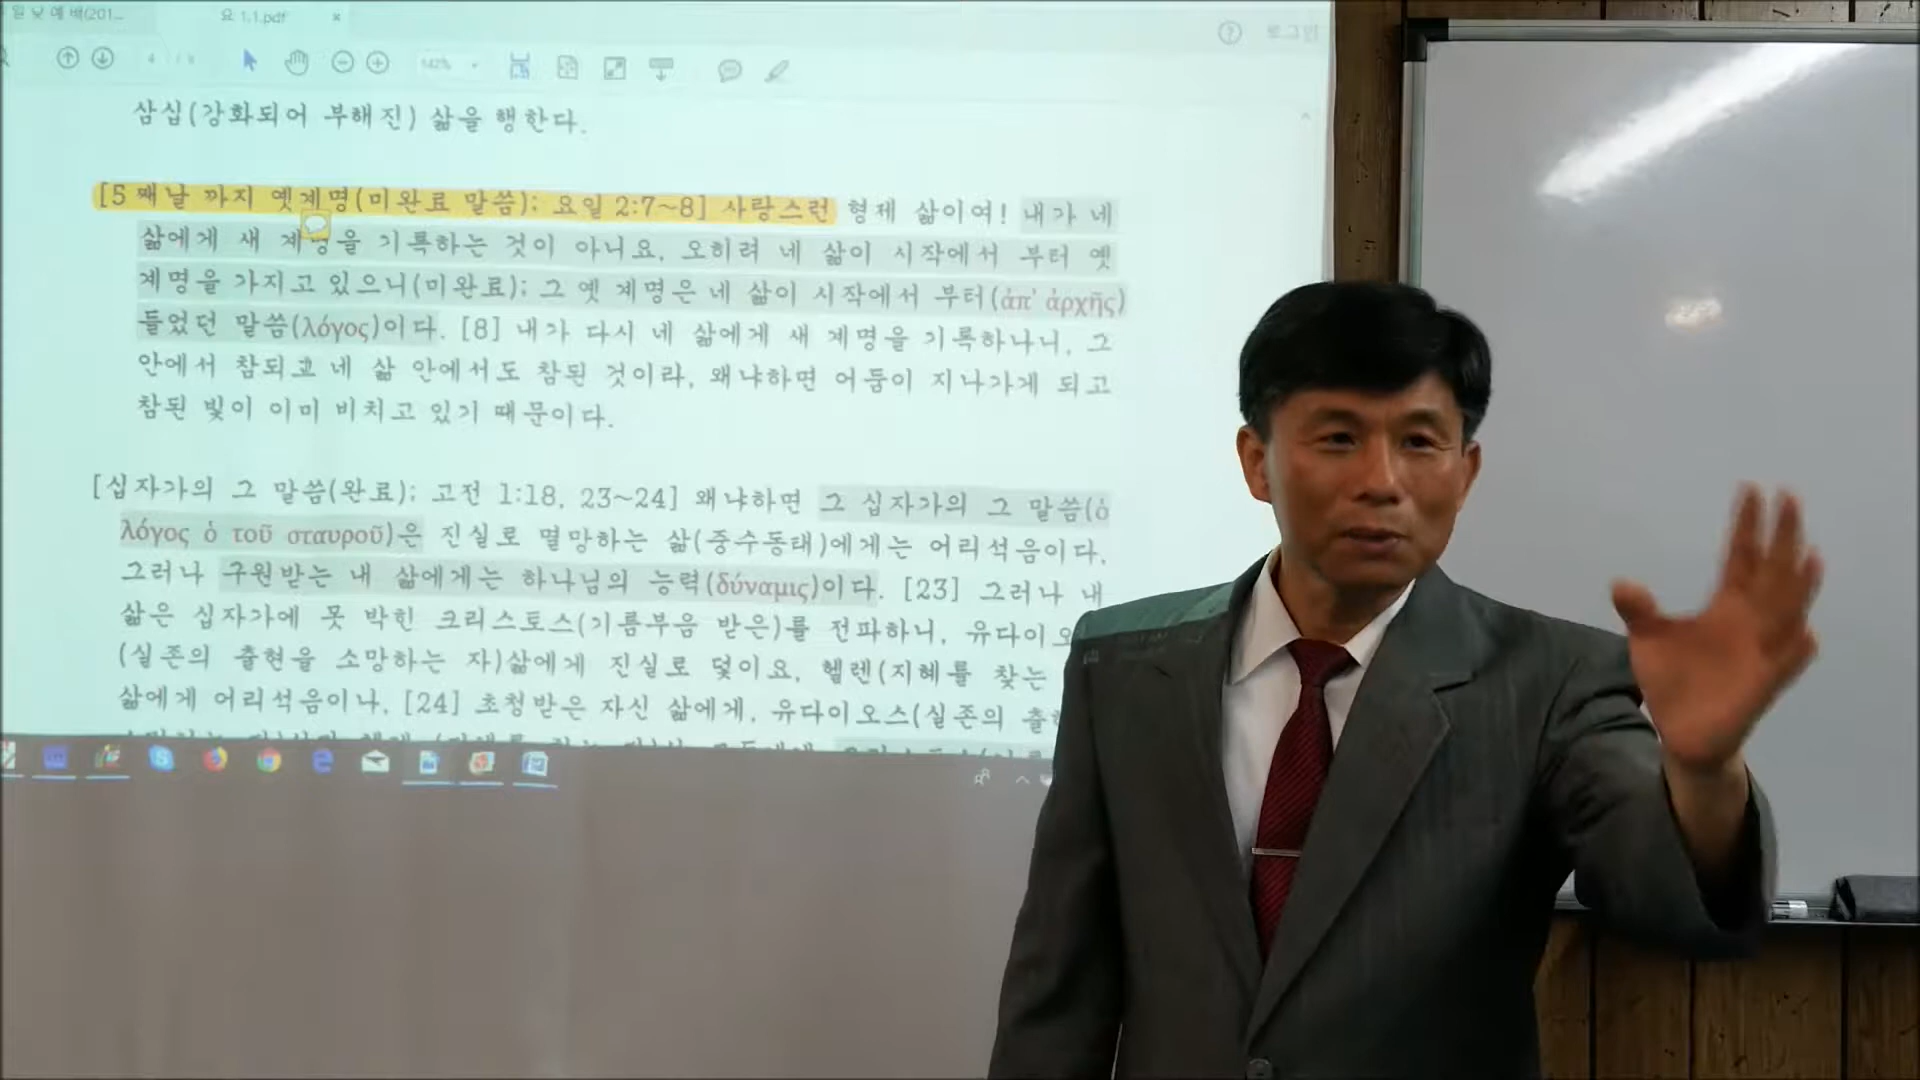 일 낮 예 배(201...
요 1.1.pdf ×
로그인
삼십(강화되어 부해진) 삶을 행한다.
[5 째날 까지 옛계명(미완료 말씀); 요일 2:7~8] 사랑스런 형제 삶이여! 내가 네
삶에게 새 계명을 기록하는 것이 아니요, 오히려 네 삶이 시작에서 부터 옛
계명을 가지고 있으니(미완료); 그 옛 계명은 네 삶이 시작에서 부터(ἀπ' ἀρχῆς)
들었던 말씀(λόγος)이다. [8] 내가 다시 네 삶에게 새 계명을 기록하나니, 그
안에서 참되고 네 삶 안에서도 참된 것이라, 왜냐하면 어둠이 지나가게 되고
참된 빛이 이미 비치고 있기 때문이다.
[십자가의 그 말씀(완료); 고전 1:18, 23~24] 왜냐하면 그 십자가의 그 말씀(ὁ
λόγος ὁ τοῦ σταυροῦ)은 진실로 멸망하는 삶(중수동태)에게는 어리석음이다,
그러나 구원받는 내 삶에게는 하나님의 능력(δύναμις)이다. [23] 그러나 내
삶은 십자가에 못 박힌 크리스토스(기름부음 받은)를 전파하니, 유다이오
(실존의 출현을 소망하는 자)삶에게 진실로 덫이요, 헬렌(지혜를 찾는
삶에게 어리석음이나, [24] 초청받은 자신 삶에게, 유다이오스(실존의 출